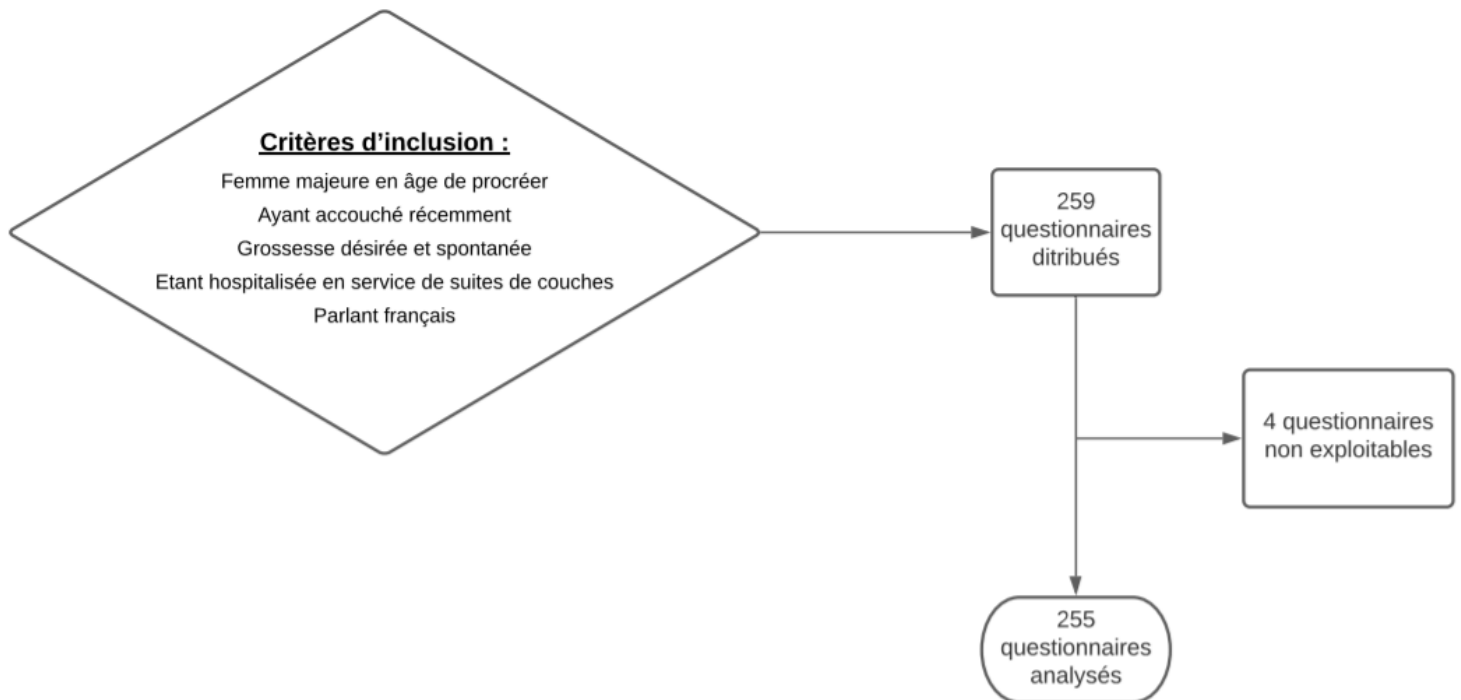 Critères d'inclusion :
Femme majeure en âge de procréer
Ayant accouché récemment
Grossesse désirée et spontanée
Etant hospitalisée en service de suites de couches
Parlant français
259
questionnaires
ditribués
4 questionnaires
non exploitables
255
questionnaires
analysés